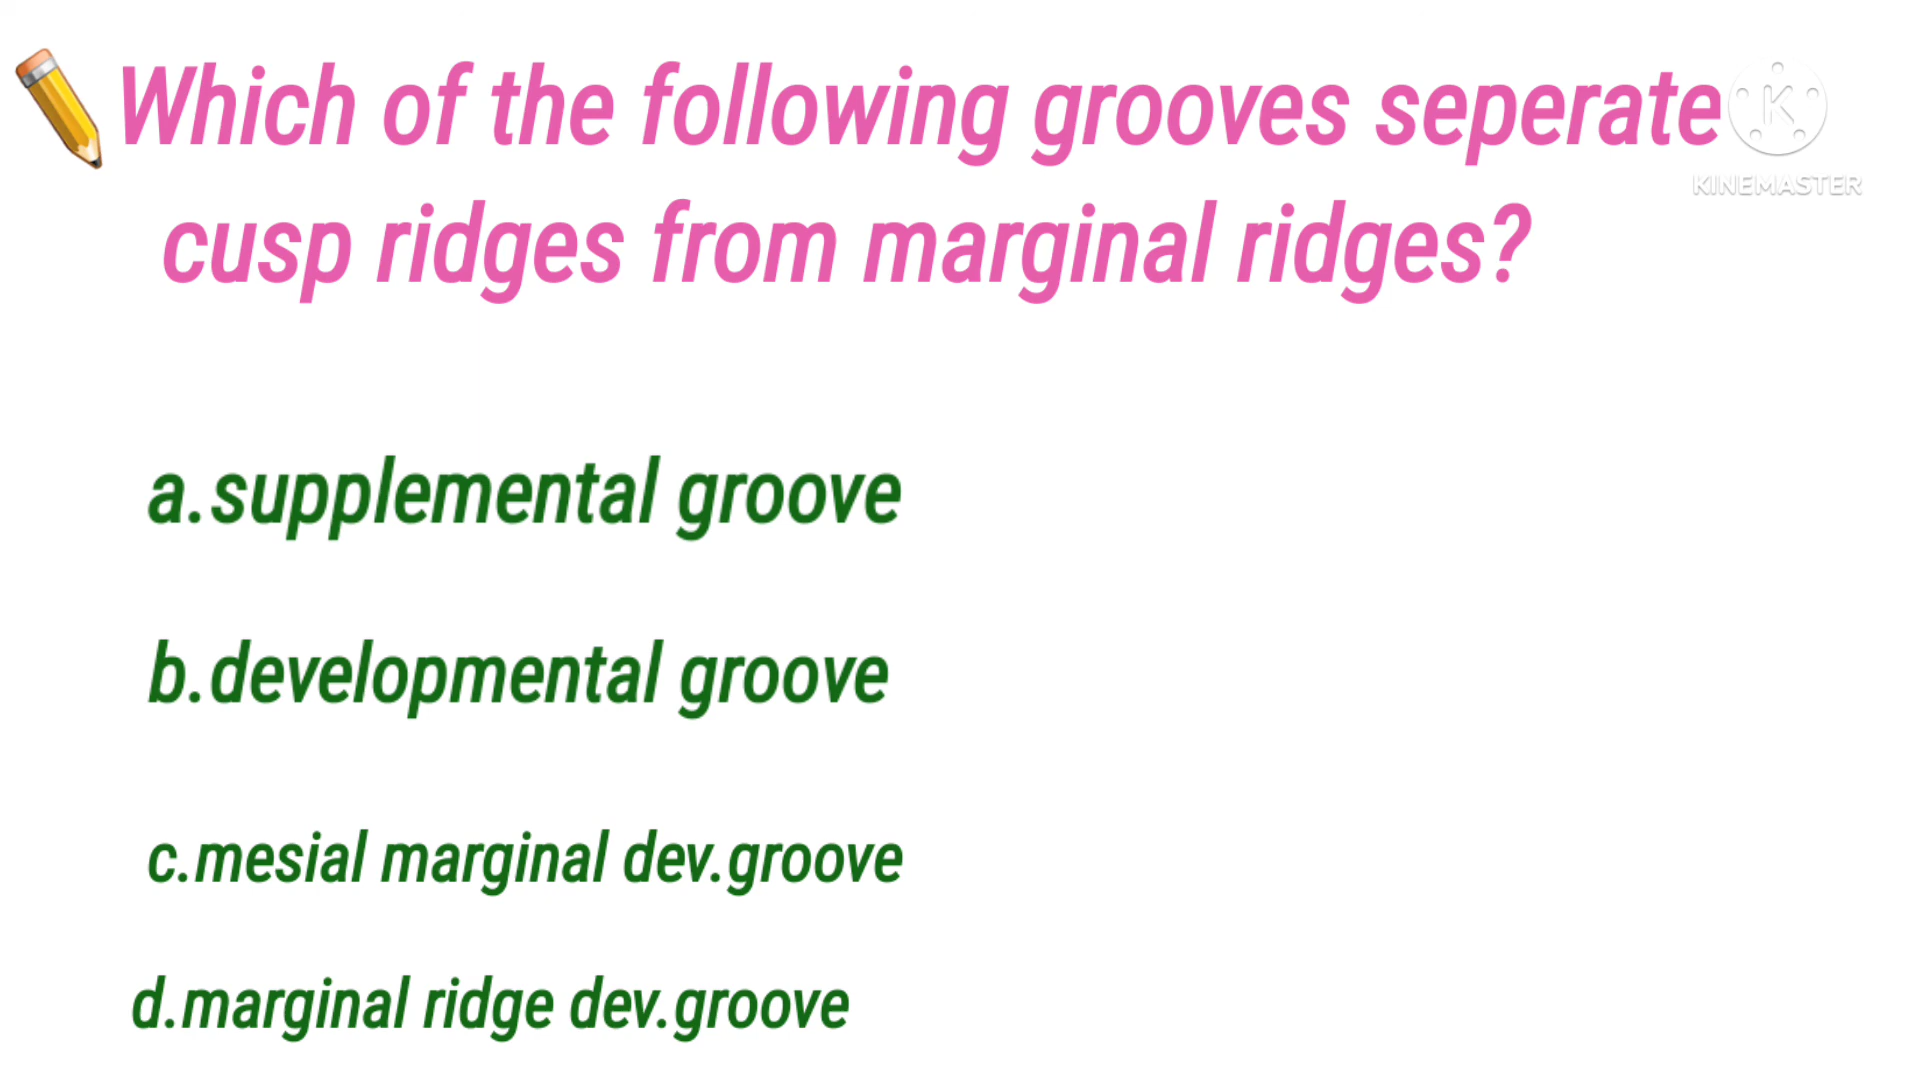 Which of the following grooves seperate
KINEMASTER
cusp ridges from marginal ridges?
a.supplemental groove
b.developmental groove
c.mesial marginal dev.groove
d.marginal ridge dev.groove